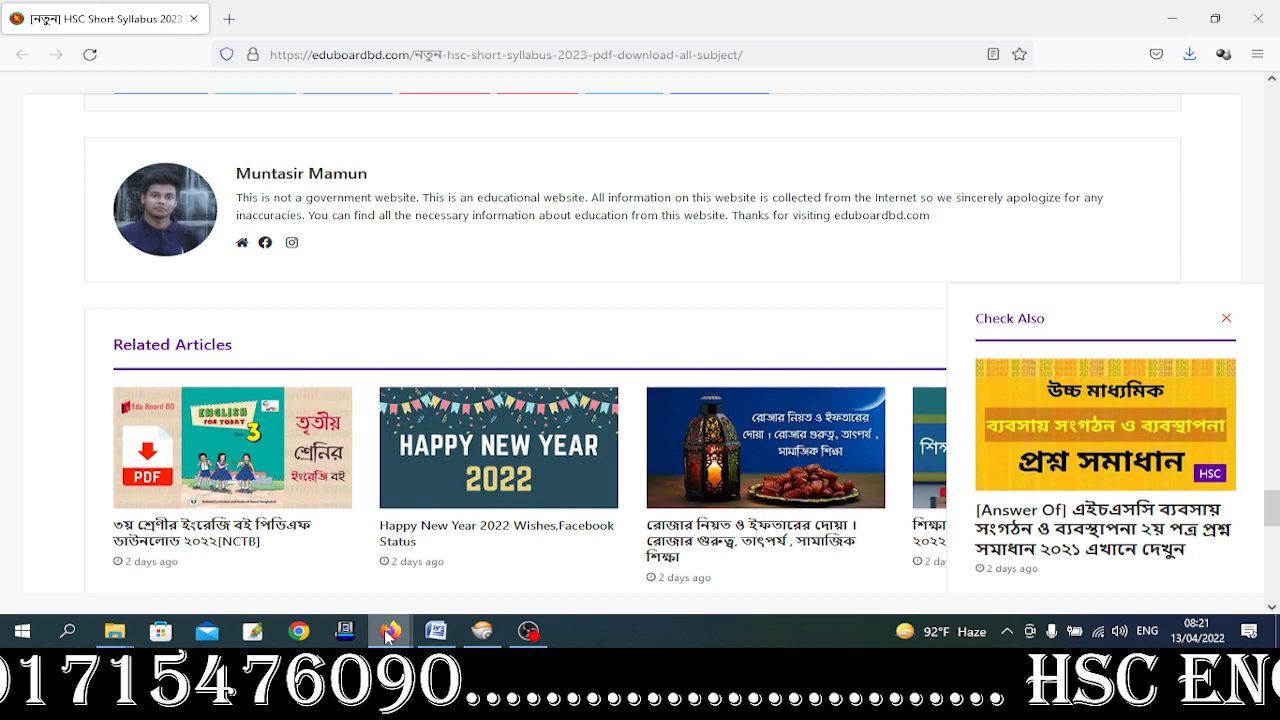 [নতুন] HSC Short Syllabus 2023
https://eduboardbd.com/নতুন-hsc-short-syllabus-2023-pdf-download-all-subject/
Muntasir Mamun
This is not a government website. This is an educational website. All information on this website is collected from the Internet so we sincerely apologize for any
inaccuracies. You can find all the necessary information about education from this website. Thanks for visiting eduboardbd.com
Related Articles
Edu Board BD
ENGLISH
FOR TODAY
3
PDF
তৃতীয়
শ্রেনির
ইংরেজি বই
৩য় শ্রেণীর ইংরেজি বই পিডিএফ
ডাউনলোড ২০২২[NCTB]
2 days ago
HAPPY NEW YEAR
2022
Happy New Year 2022 Wishes,Facebook
Status
2 days ago
রোজার নিয়ত ও ইফতারের
দোয়া । রোজার গুরুত্ব, তাৎপর্য ,
সামাজিক শিক্ষা
রোজার নিয়ত ও ইফতারের দোয়া ।
রোজার গুরুত্ব, তাৎপর্য , সামাজিক
শিক্ষা
2 days ago
শিক্ষা
২০২২
2 da
Check Also
উচ্চ মাধ্যমিক
ব্যবসায় সংগঠন ও ব্যবস্থাপনা
প্রশ্ন সমাধান
HSC
[Answer Of] এইচএসসি ব্যবসায়
সংগঠন ও ব্যবস্থাপনা ২য় পত্র প্রশ্ন
সমাধান ২০২১ এখানে দেখুন
2 days ago
92°F Haze
ENG
08:21
13/04/2022
01715476090.................................. HSC ENG